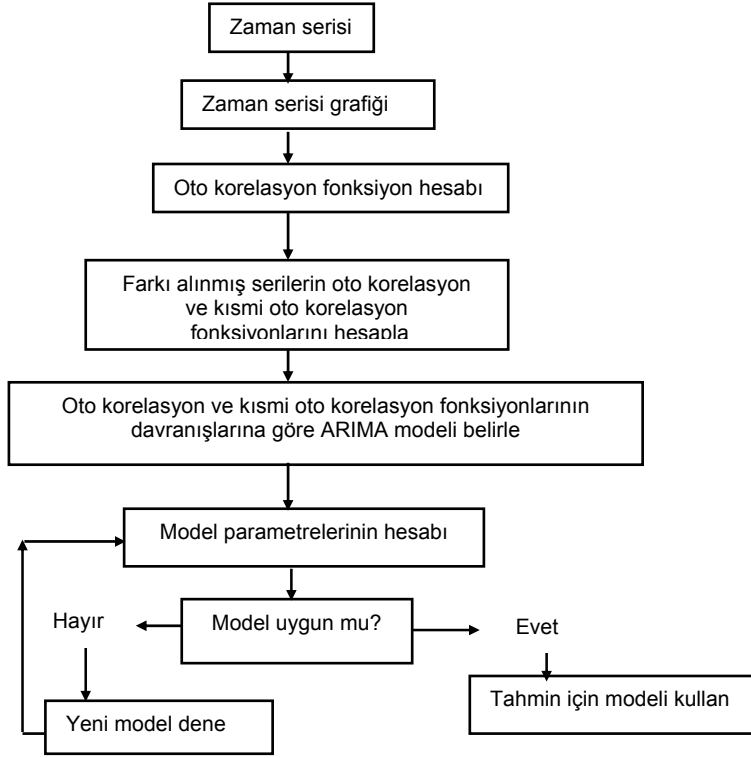 Zaman serisi
Zaman serisi grafiği
Oto korelasyon fonksiyon hesabı
Farkı alınmış serilerin oto korelasyon
ve kısmi oto korelasyon
fonksiyonlarını hesapla
Oto korelasyon ve kısmi oto korelasyon fonksiyonlarının
davranışlarına göre ARIMA modeli belirle
Model parametrelerinin hesabı
Hayır
Model uygun mu?
Evet
Yeni model dene
Tahmin için modeli kullan